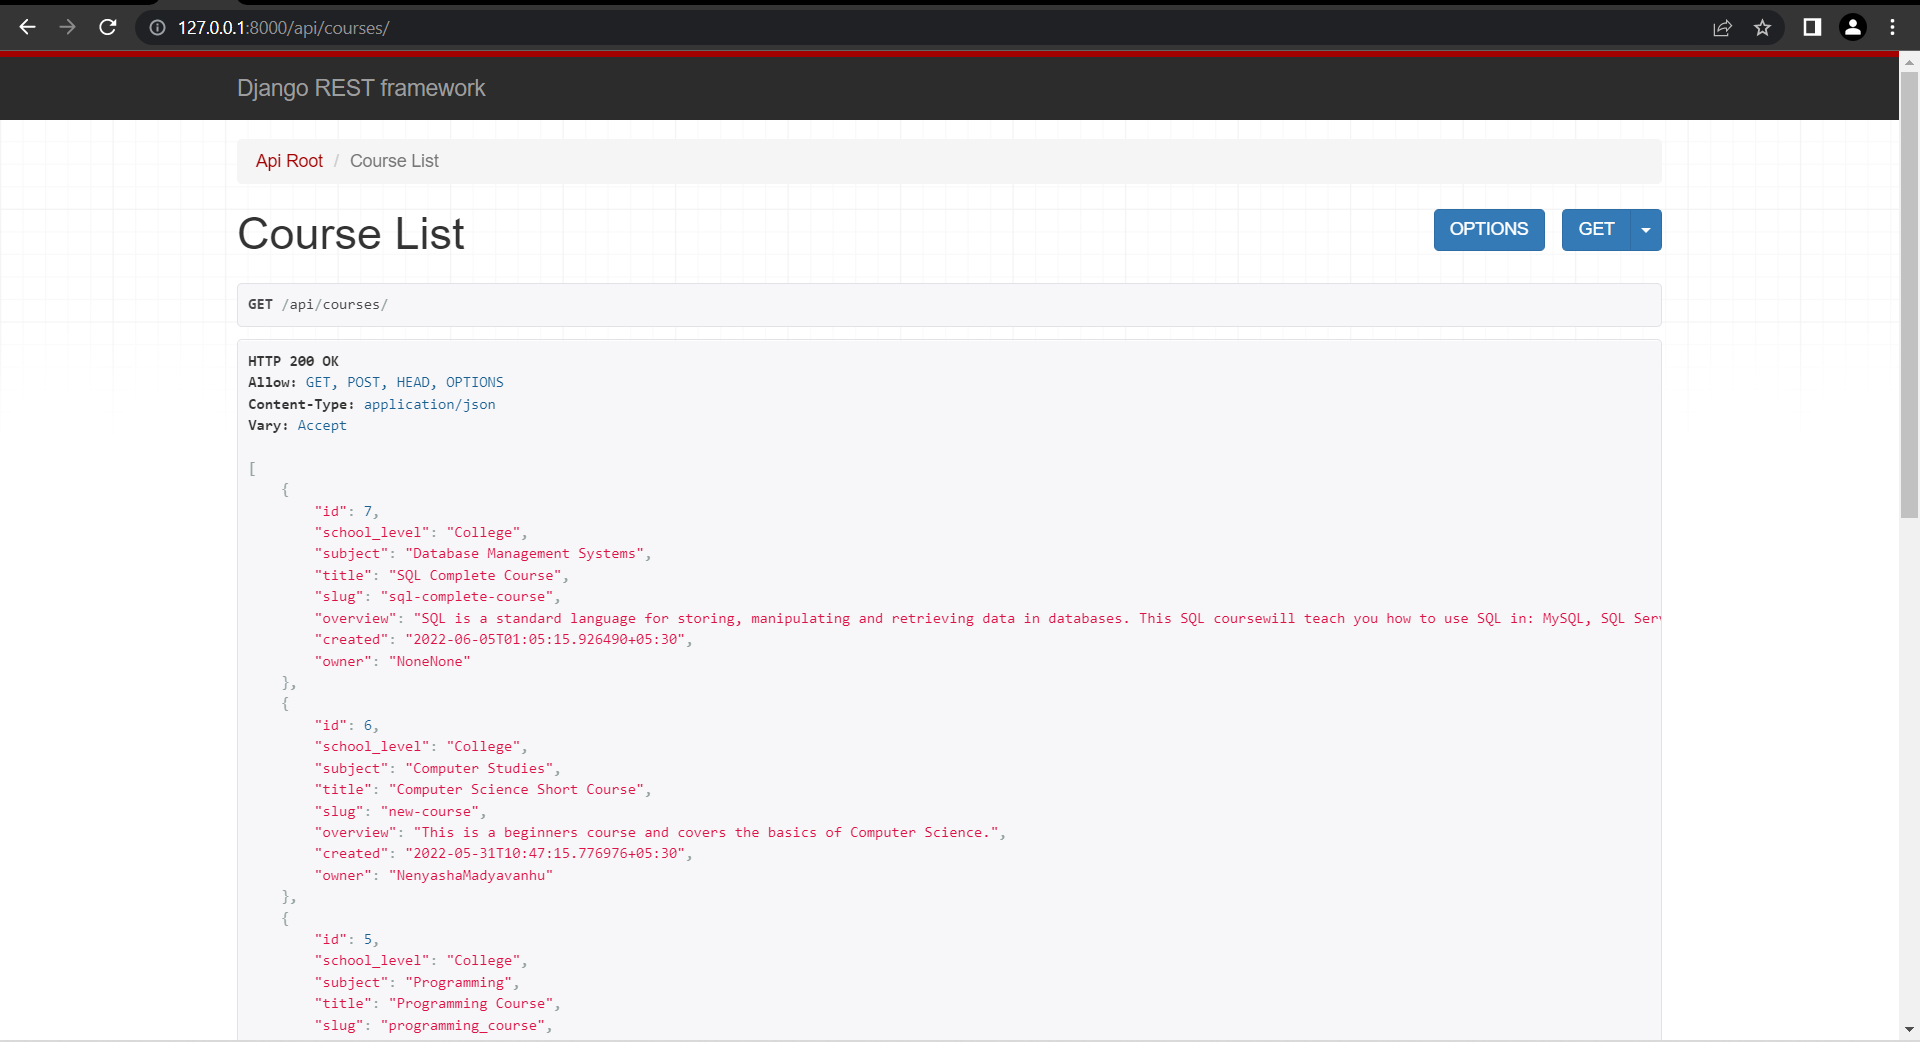 127.0.0.1:8000/api/courses/
Django REST framework
Api Root / Course List
Course List
OPTIONS GET
GET /api/courses/
HTTP 200 OK
Allow: GET, POST, HEAD, OPTIONS
Content-Type: application/json
Vary: Accept
[
{
"id": 7,
"school_level": "College",
"subject": "Database Management Systems",
"title": "SQL Complete Course",
"slug": "sql-complete-course",
"overview": "SQL is a standard language for storing, manipulating and retrieving data in databases. This SQL coursewill teach you how to use SQL in: MySQL, SQL Serv
"created": "2022-06-05T01:05:15.926490+05:30",
"owner": "NoneNone"
},
{
"id": 6,
"school_level": "College",
"subject": "Computer Studies",
"title": "Computer Science Short Course",
"slug": "new-course",
"overview": "This is a beginners course and covers the basics of Computer Science.",
"created": "2022-05-31T10:47:15.776976+05:30",
"owner": "NenyashaMadyavanhu"
},
{
"id": 5,
"school_level": "College",
"subject": "Programming",
"title": "Programming Course",
"slug": "programming_course",